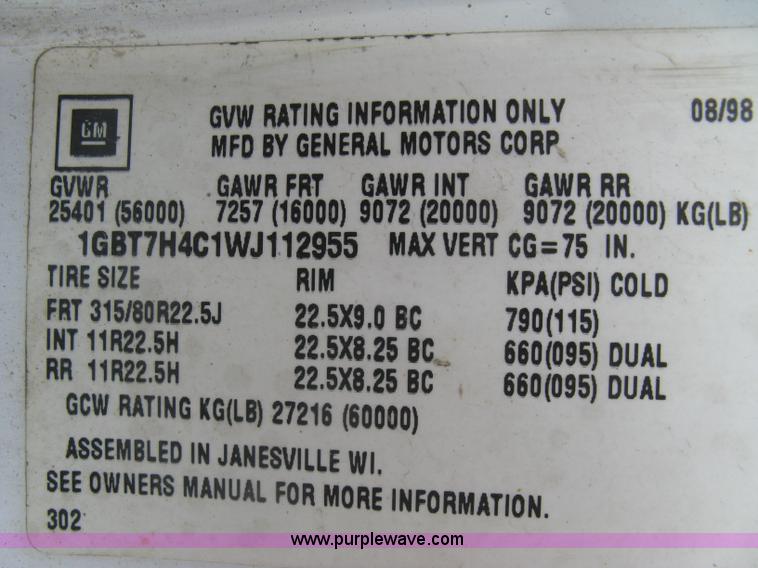 GM
GVW RATING INFORMATION ONLY 08/98
MFD BY GENERAL MOTORS CORP
GVWR GAWR FRT GAWR INT GAWR RR
25401 (56000) 7257 (16000) 9072 (20000) 9072 (20000) KG(LB)
1GBT7H4C1WJ112955 MAX VERT CG=75 IN.
TIRE SIZE RIM KPA(PSI) COLD
FRT 315/80R22.5J 22.5X9.0 BC 790(115)
INT 11R22.5H 22.5X8.25 BC 660(095) DUAL
RR 11R22.5H 22.5X8.25 BC 660(095) DUAL
GCW RATING KG(LB) 27216 (60000)
ASSEMBLED IN JANESVILLE WI.
SEE OWNERS MANUAL FOR MORE INFORMATION.
302
www.purplewave.com